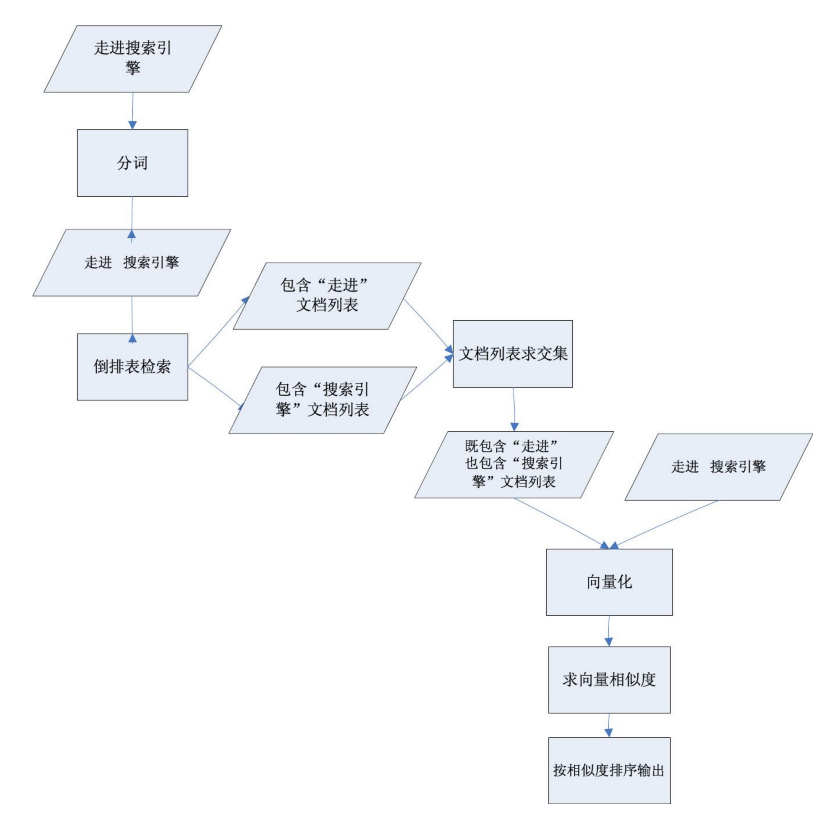 走进搜索引
擎
分词
走进 搜索引擎
倒排表检索
包含“走进”
文档列表
包含“搜索引
擎”文档列表
文档列表求交集
既包含“走进”
也包含“搜索引
擎”文档列表
走进 搜索引擎
向量化
求向量相似度
按相似度排序输出